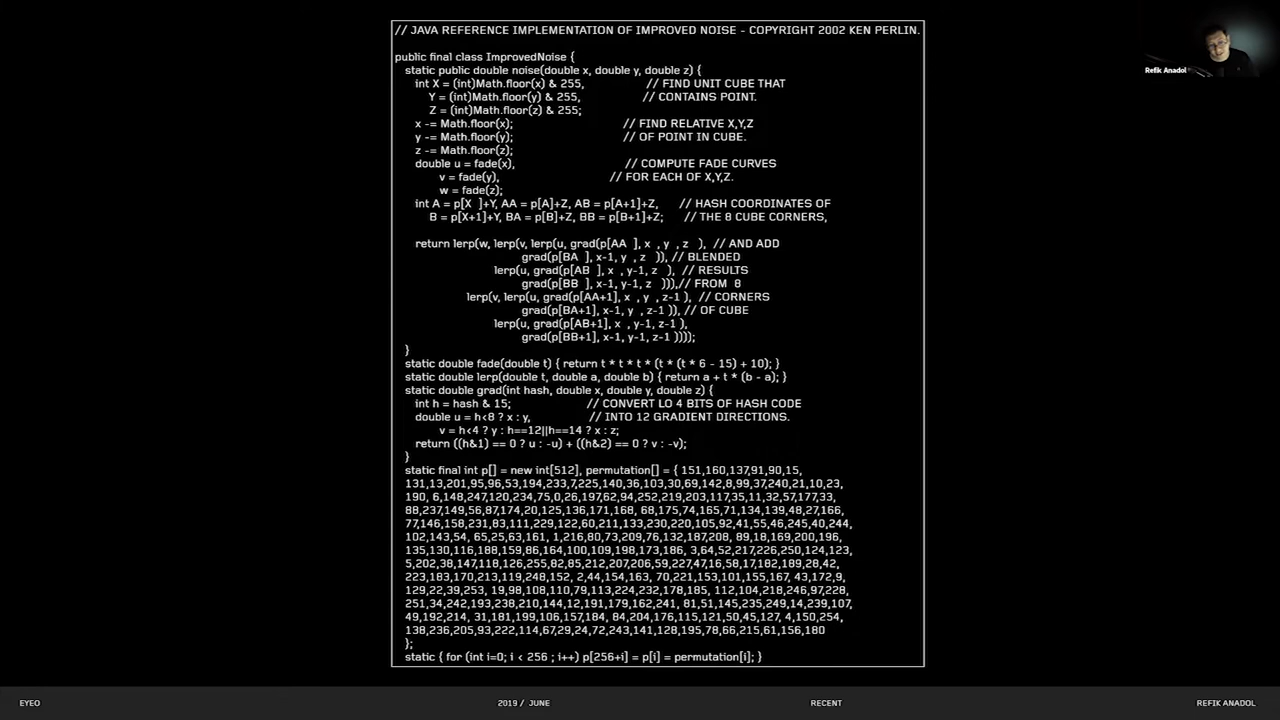 // JAVA REFERENCE IMPLEMENTATION OF IMPROVED NOISE - COPYRIGHT 2002 KEN PERLIN.
public final class ImprovedNoise {
static public double noise(double x, double y, double z) {
int X = (int)Math.floor(x) & 255, // FIND UNIT CUBE THAT
Y = (int)Math.floor(y) & 255, // CONTAINS POINT.
Z = (int)Math.floor(z) & 255;
x -= Math.floor(x); // FIND RELATIVE X,Y,Z
y -= Math.floor(y); // OF POINT IN CUBE.
z -= Math.floor(z);
double u = fade(x), // COMPUTE FADE CURVES
v = fade(y), // FOR EACH OF X,Y,Z.
w = fade(z);
int A = p[X ]+Y, AA = p[A]+Z, AB = p[A+1]+Z, // HASH COORDINATES OF
B = p[X+1]+Y, BA = p[B]+Z, BB = p[B+1]+Z; // THE 8 CUBE CORNERS,
return lerp(w, lerp(v, lerp(u, grad(p[AA ], x , y , z ), // AND ADD
grad(p[BA ], x-1, y , z )), // BLENDED
lerp(u, grad(p[AB ], x , y-1, z ), // RESULTS
grad(p[BB ], x-1, y-1, z ))),// FROM 8
lerp(v, lerp(u, grad(p[AA+1], x , y , z-1 ), // CORNERS
grad(p[BA+1], x-1, y , z-1 )), // OF CUBE
lerp(u, grad(p[AB+1], x , y-1, z-1 ),
grad(p[BB+1], x-1, y-1, z-1 ))));
}
static double fade(double t) { return t * t * t * (t * (t * 6 - 15) + 10); }
static double lerp(double t, double a, double b) { return a + t * (b - a); }
static double grad(int hash, double x, double y, double z) {
int h = hash & 15; // CONVERT LO 4 BITS OF HASH CODE
double u = h<8 ? x : y, // INTO 12 GRADIENT DIRECTIONS.
v = h<4 ? y : h==12||h==14 ? x : z;
return ((h&1) == 0 ? u : -u) + ((h&2) == 0 ? v : -v);
}
static final int p[] = new int[512], permutation[] = { 151,160,137,91,90,15,
131,13,201,95,96,53,194,233,7,225,140,36,103,30,69,142,8,99,37,240,21,10,23,
190, 6,148,247,120,234,75,0,26,197,62,94,252,219,203,117,35,11,32,57,177,33,
88,237,149,56,87,174,20,125,136,171,168, 68,175,74,165,71,134,139,48,27,166,
77,146,158,231,83,111,229,122,60,211,133,230,220,105,92,41,55,46,245,40,244,
102,143,54, 65,25,63,161, 1,216,80,73,209,76,132,187,208, 89,18,169,200,196,
135,130,116,188,159,86,164,100,109,198,173,186, 3,64,52,217,226,250,124,123,
5,202,38,147,118,126,255,82,85,212,207,206,59,227,47,16,58,17,182,189,28,42,
223,183,170,213,119,248,152, 2,44,154,163, 70,221,153,101,155,167, 43,172,9,
129,22,39,253, 19,98,108,110,79,113,224,232,178,185, 112,104,218,246,97,228,
251,34,242,193,238,210,144,12,191,179,162,241, 81,51,145,235,249,14,239,107,
49,192,214, 31,181,199,106,157,184, 84,204,176,115,121,50,45,127, 4,150,254,
138,236,205,93,222,114,67,29,24,72,243,141,128,195,78,66,215,61,156,180
};
static { for (int i=0; i < 256 ; i++) p[256+i] = p[i] = permutation[i]; }
Refik Anadol
EYEO 2019 / JUNE RECENT REFIK ANADOL